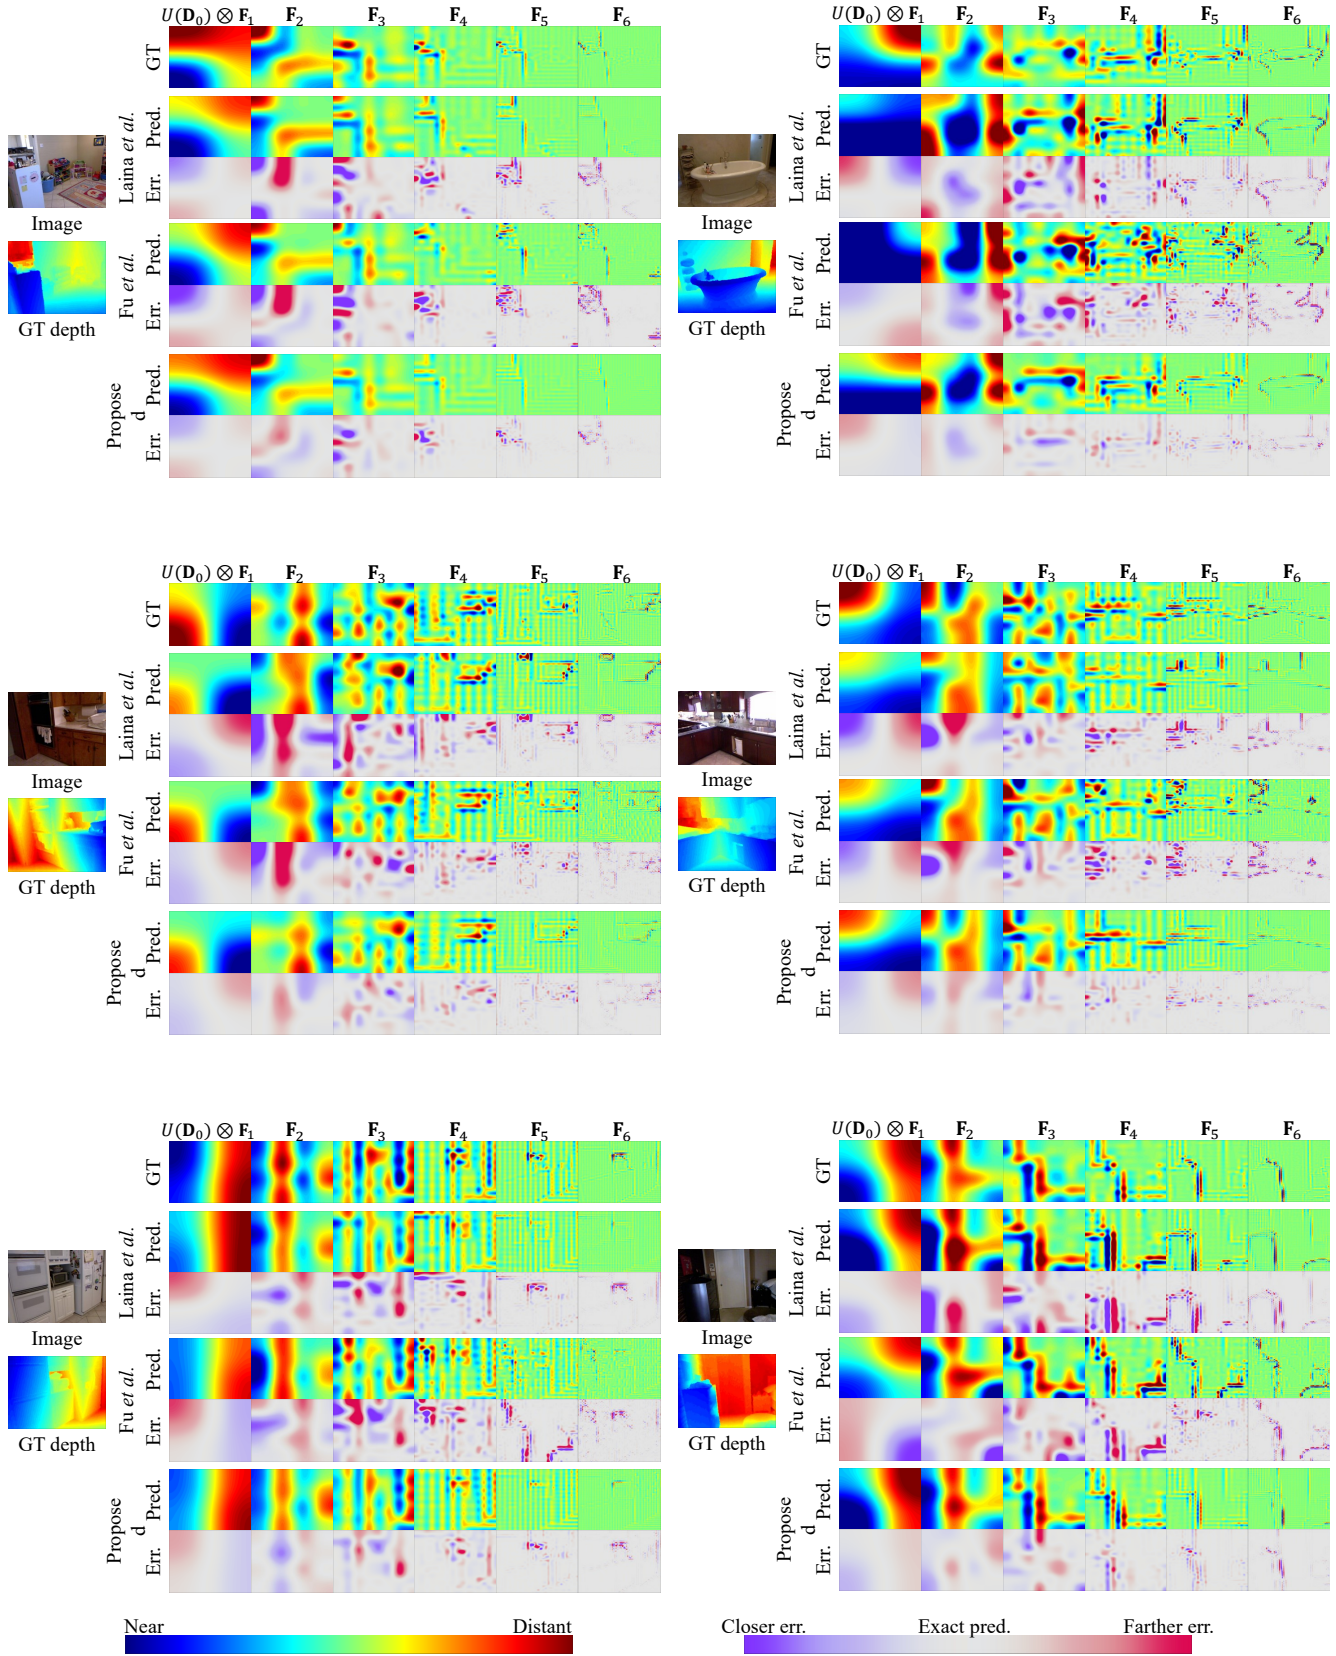 U(D₀) ⊗ F₁ F₂ F₃ F₄ F₅ F₆
GT
Laina et al.
Pred.
Err.
Image
Fu et al.
Pred.
Err.
GT depth
Propose
d
Pred.
Err.
U(D₀) ⊗ F₁ F₂ F₃ F₄ F₅ F₆
GT
Laina et al.
Pred.
Err.
Image
Fu et al.
Pred.
Err.
GT depth
Propose
d
Pred.
Err.
U(D₀) ⊗ F₁ F₂ F₃ F₄ F₅ F₆
GT
Laina et al.
Pred.
Err.
Image
Fu et al.
Pred.
Err.
GT depth
Propose
d
Pred.
Err.
U(D₀) ⊗ F₁ F₂ F₃ F₄ F₅ F₆
GT
Laina et al.
Pred.
Err.
Image
Fu et al.
Pred.
Err.
GT depth
Propose
d
Pred.
Err.
U(D₀) ⊗ F₁ F₂ F₃ F₄ F₅ F₆
GT
Laina et al.
Pred.
Err.
Image
Fu et al.
Pred.
Err.
GT depth
Propose
d
Pred.
Err.
U(D₀) ⊗ F₁ F₂ F₃ F₄ F₅ F₆
GT
Laina et al.
Pred.
Err.
Image
Fu et al.
Pred.
Err.
GT depth
Propose
d
Pred.
Err.
Near Distant
Closer err. Exact pred. Farther err.